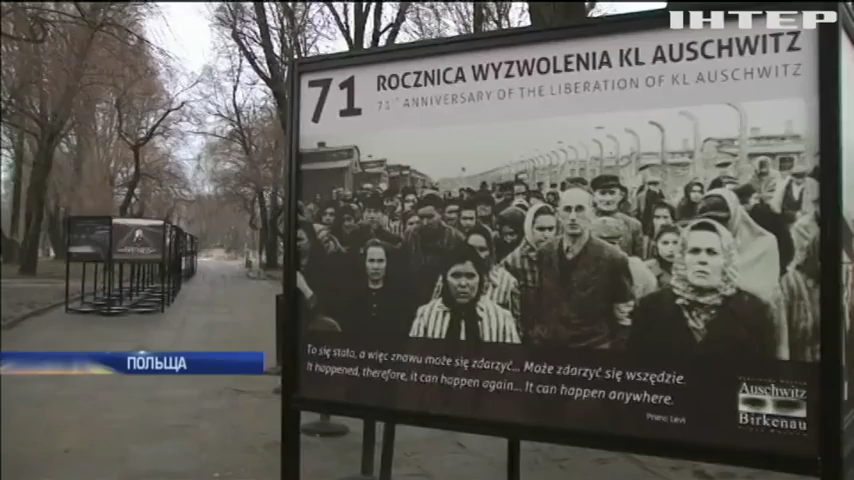 ІНТЕР
71 ROCZNICA WYZWOLENIA KL AUSCHWITZ
71ST ANNIVERSARY OF THE LIBERATION OF KL AUSCHWITZ
To się stało, a więc znowu może się zdarzyć... Może zdarzyć się wszędzie.
It happened, therefore, it can happen again... It can happen anywhere.
Primo Levi
Auschwitz
Birkenau
ПОЛЬЩА